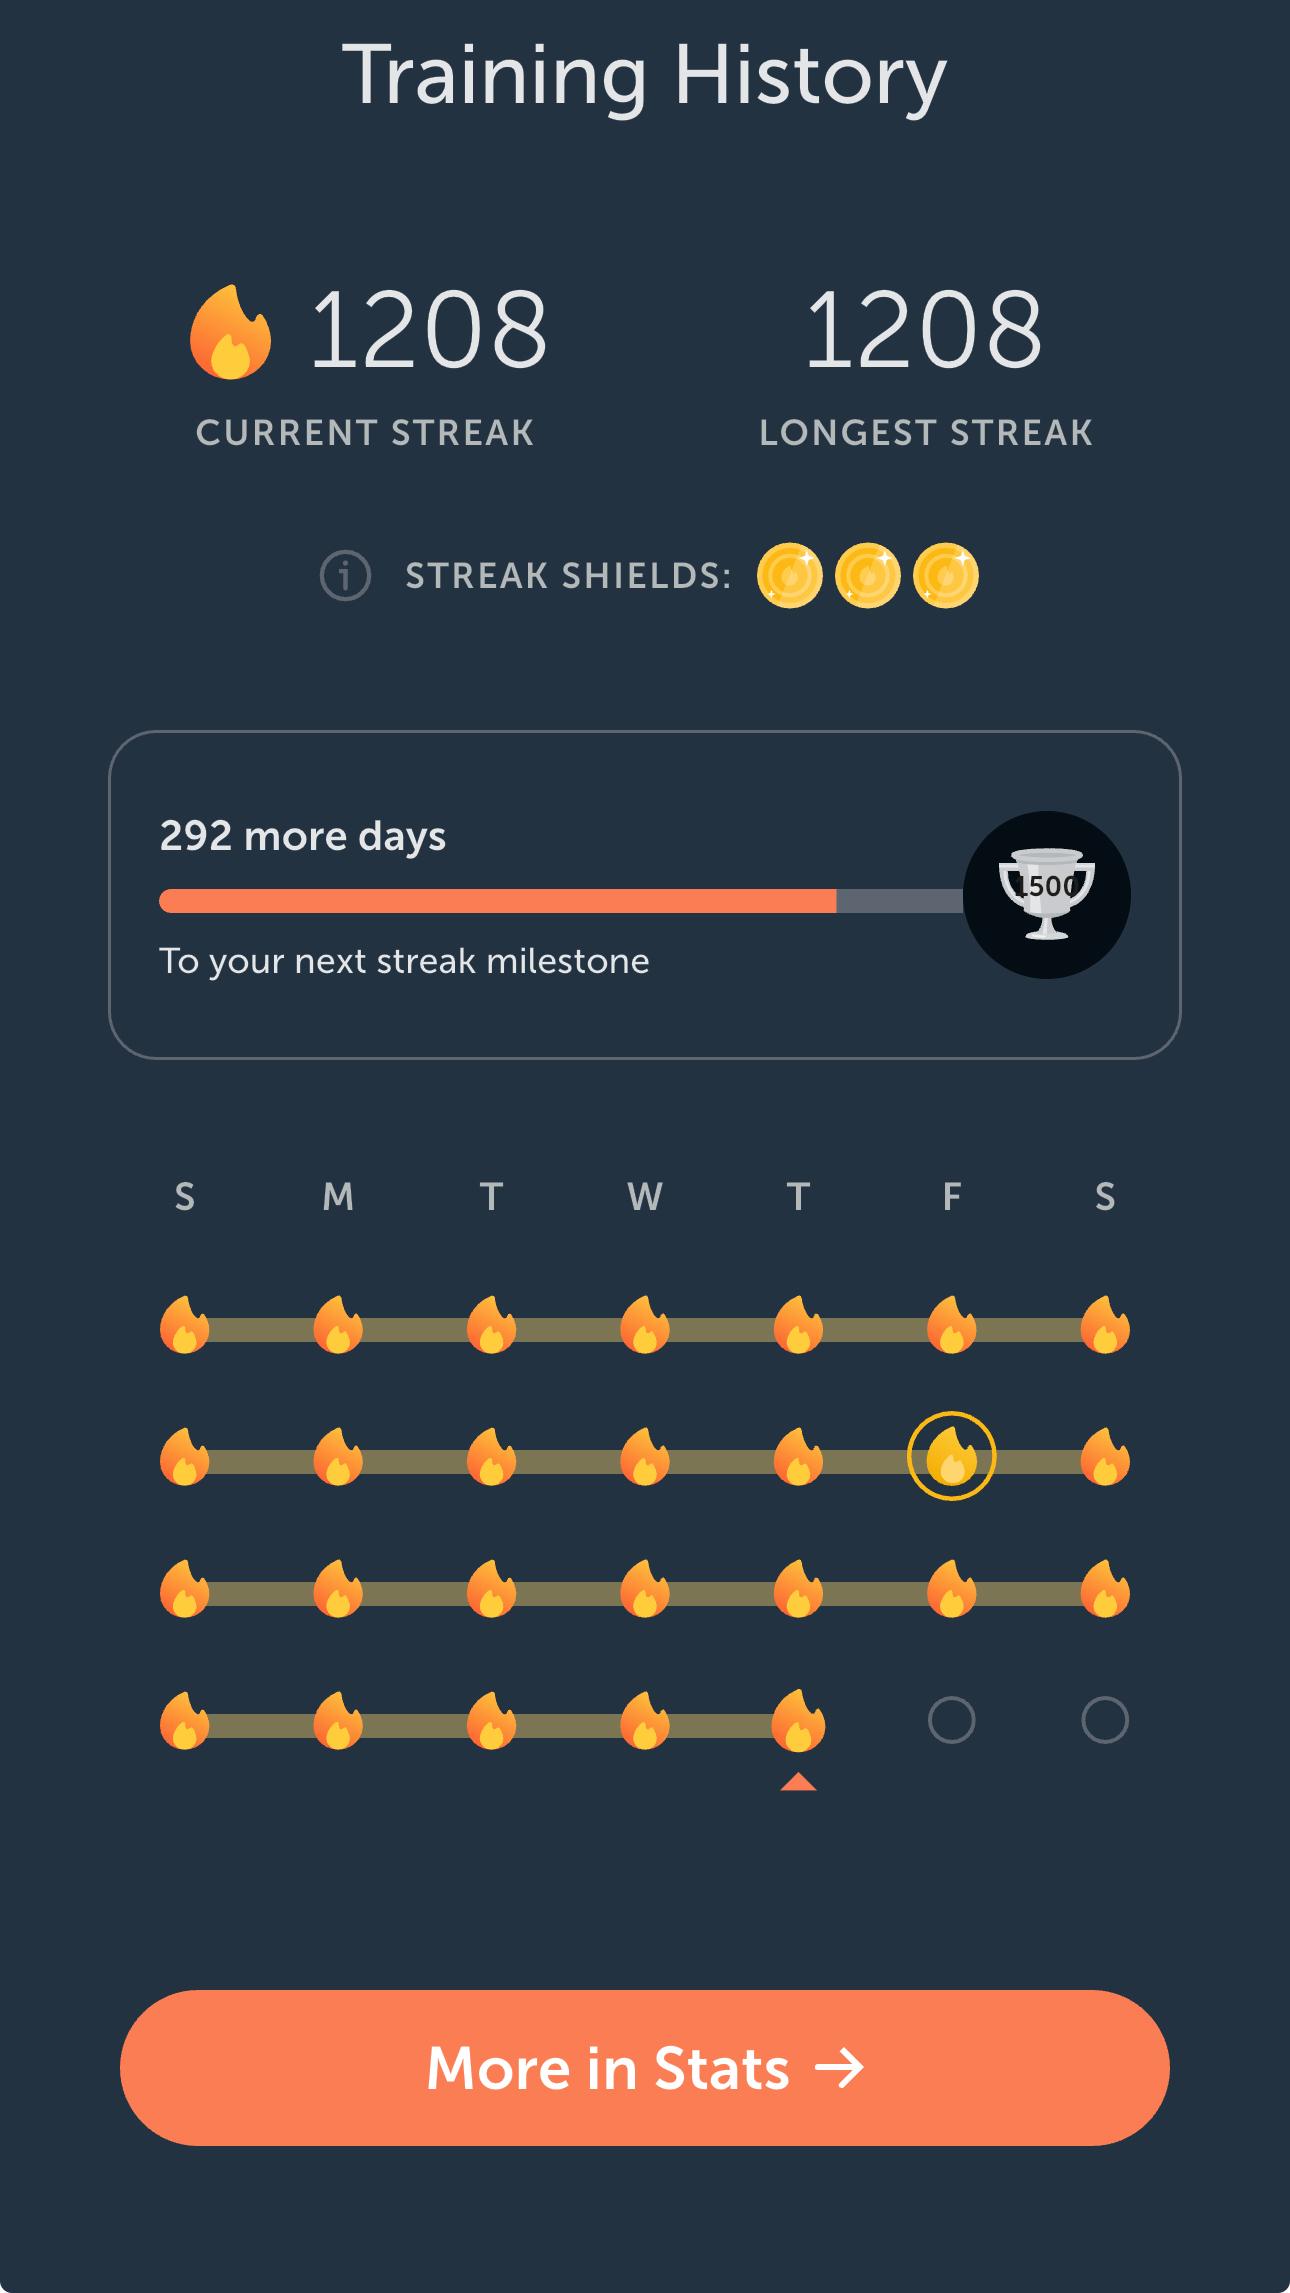 Training History
1208 1208
CURRENT STREAK LONGEST STREAK
i STREAK SHIELDS:
292 more days
1500
To your next streak milestone
S M T W T F S
More in Stats →